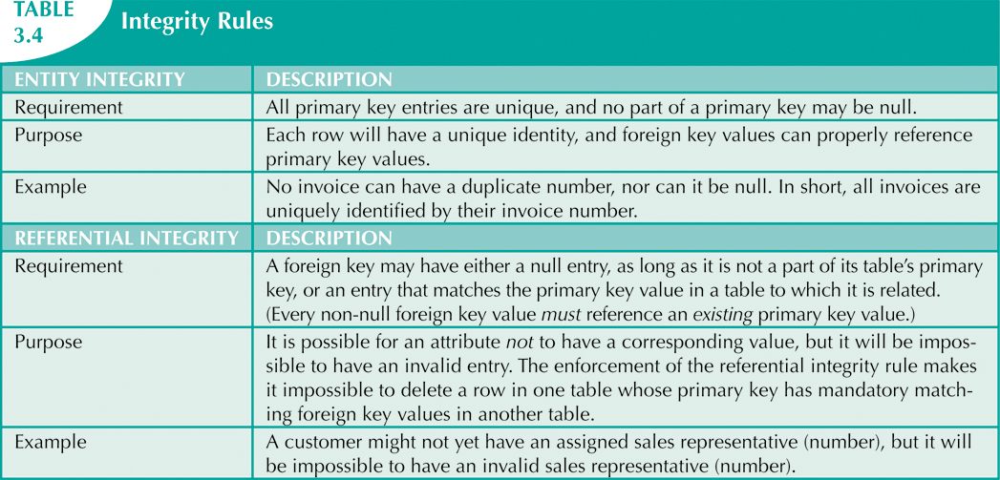 TABLE
3.4
Integrity Rules
ENTITY INTEGRITY DESCRIPTION
Requirement All primary key entries are unique, and no part of a primary key may be null.
Purpose Each row will have a unique identity, and foreign key values can properly reference
primary key values.
Example No invoice can have a duplicate number, nor can it be null. In short, all invoices are
uniquely identified by their invoice number.
REFERENTIAL INTEGRITY DESCRIPTION
Requirement A foreign key may have either a null entry, as long as it is not a part of its table's primary
key, or an entry that matches the primary key value in a table to which it is related.
(Every non-null foreign key value must reference an existing primary key value.)
Purpose It is possible for an attribute not to have a corresponding value, but it will be impos-
sible to have an invalid entry. The enforcement of the referential integrity rule makes
it impossible to delete a row in one table whose primary key has mandatory match-
ing foreign key values in another table.
Example A customer might not yet have an assigned sales representative (number), but it will
be impossible to have an invalid sales representative (number).